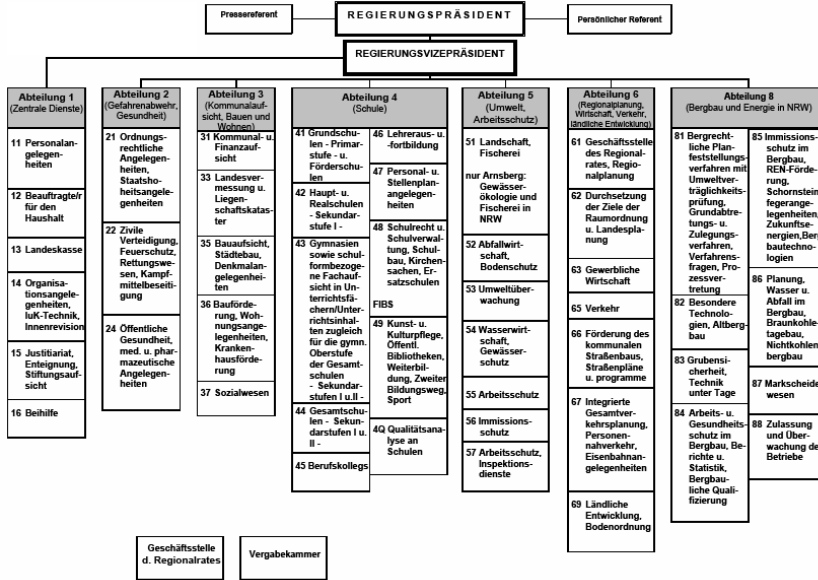 Pressereferent
REGIERUNGSPRÄSIDENT
Persönlicher Referent
REGIERUNGSVIZEPRÄSIDENT
Abteilung 1
(Zentrale Dienste)
11 Personalan-
gelegen-
heiten
12 Beauftragte/r
für den
Haushalt
13 Landeskasse
14 Organisa-
tionsangele-
genheiten,
IuK-Technik,
Innenrevision
15 Justitiariat,
Enteignung,
Stiftungsauf-
sicht
16 Beihilfe
Abteilung 2
(Gefahrenabwehr,
Gesundheit)
21 Ordnungs-
rechtliche
Angelegen-
heiten,
Staatsho-
heitsangele-
genheiten
22 Zivile
Verteidigung,
Feuerschutz,
Rettungswe-
sen, Kampf-
mittelbeseiti-
gung
24 Öffentliche
Gesundheit,
med. u. phar-
mazeutische
Angelegen-
heiten
Abteilung 3
(Kommunalauf-
sicht, Bauen und
Wohnen)
31 Kommunal- u.
Finanzauf-
sicht
33 Landesver-
messung u.
Liegen-
schaftskatas-
ter
35 Bauaufsicht,
Städtebau,
Denkmalan-
gelegenhei-
ten
36 Bauförde-
rung, Woh-
nungsange-
legenheiten,
Kranken-
hausförde-
rung
37 Sozialwesen
Abteilung 4
(Schule)
41 Grundschu-
len - Primar-
stufe - u.
Förderschu-
len
42 Haupt- u.
Realschulen
- Sekundar-
stufe I -
43 Gymnasien
sowie schul-
formbezoge-
ne Fachauf-
sicht in Un-
terrichtsfä-
chern/Unter-
richtsinhal-
ten zugleich
für die gymn.
Oberstufe
der Gesamt-
schulen
- Sekundar-
stufen I u.II -
44 Gesamtschu-
len - Sekun-
darstufen I u.
II -
45 Berufskollegs
46 Lehreraus- u.
-fortbildung
47 Personal- u.
Stellenplan-
angelegen-
heiten
48 Schulrecht u.
Schulverwal-
tung, Schul-
bau, Kirchen-
sachen, Er-
satzschulen
FIBS
49 Kunst- u.
Kulturpflege,
Öffentl.
Bibliotheken,
Weiterbil-
dung, Zweiter
Bildungsweg,
Sport
4Q Qualitätsana-
lyse an
Schulen
Abteilung 5
(Umwelt,
Arbeitsschutz)
51 Landschaft,
Fischerei
nur Arnsberg:
Gewässer-
ökologie und
Fischerei in
NRW
52 Abfallwirt-
schaft,
Bodenschutz
53 Umweltüber-
wachung
54 Wasserwirt-
schaft,
Gewässer-
schutz
55 Arbeitsschutz
56 Immissions-
schutz
57 Arbeitsschutz,
Inspektions-
dienste
Abteilung 6
(Regionalplanung,
Wirtschaft, Verkehr,
ländliche Entwicklung)
61 Geschäftsstelle
des Regional-
rates, Regio-
nalplanung
62 Durchsetzung
der Ziele der
Raumordnung
u. Landespla-
nung
63 Gewerbliche
Wirtschaft
65 Verkehr
66 Förderung des
kommunalen
Straßenbaus,
Straßenpläne
u. programme
67 Integrierte
Gesamtver-
kehrsplanung,
Personen-
nahverkehr,
Eisenbahnan-
gelegenheiten
69 Ländliche
Entwicklung,
Bodenordnung
Abteilung 8
(Bergbau und Energie in NRW)
81 Bergrecht-
liche Plan-
feststellungs-
verfahren mit
Umweltver-
träglichkeits-
prüfung,
Grundabtre-
tungs- u.
Zulegungs-
verfahren,
Verfahrens-
fragen, Pro-
zessver-
tretung
82 Besondere
Technolo-
gien, Altberg-
bau
83 Grubensi-
cherheit,
Technik
unter Tage
84 Arbeits- u.
Gesundheits-
schutz im
Bergbau, Be-
richte u.
Statistik,
Bergbau-
liche Quali-
fizierung
85 Immissions-
schutz im
Bergbau,
REN-Förde-
rung,
Schornstein
fegerange-
legenheiten,
Zukunftse-
nergien,Berg
bautechno-
logien
86 Planung,
Wasser u.
Abfall im
Bergbau,
Braunkohle-
tagebau,
Nichtkohlen
bergbau
87 Markscheide
wesen
88 Zulassung
und Über-
wachung de
Betriebe
Geschäftsstelle
d. Regionalrates
Vergabekammer